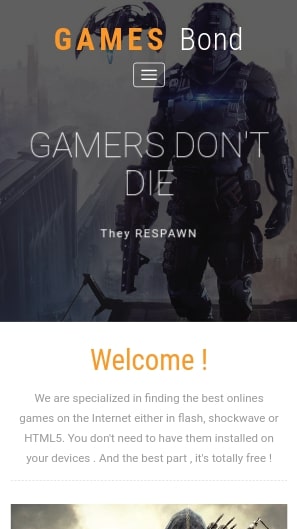 GAMES Bond
GAMERS DON'T
DIE
They RESPAWN
Welcome !
We are specialized in finding the best onlines
games on the Internet either in flash, shockwave or
HTML5. You don't need to have them installed on
your devices . And the best part , it's totally free !